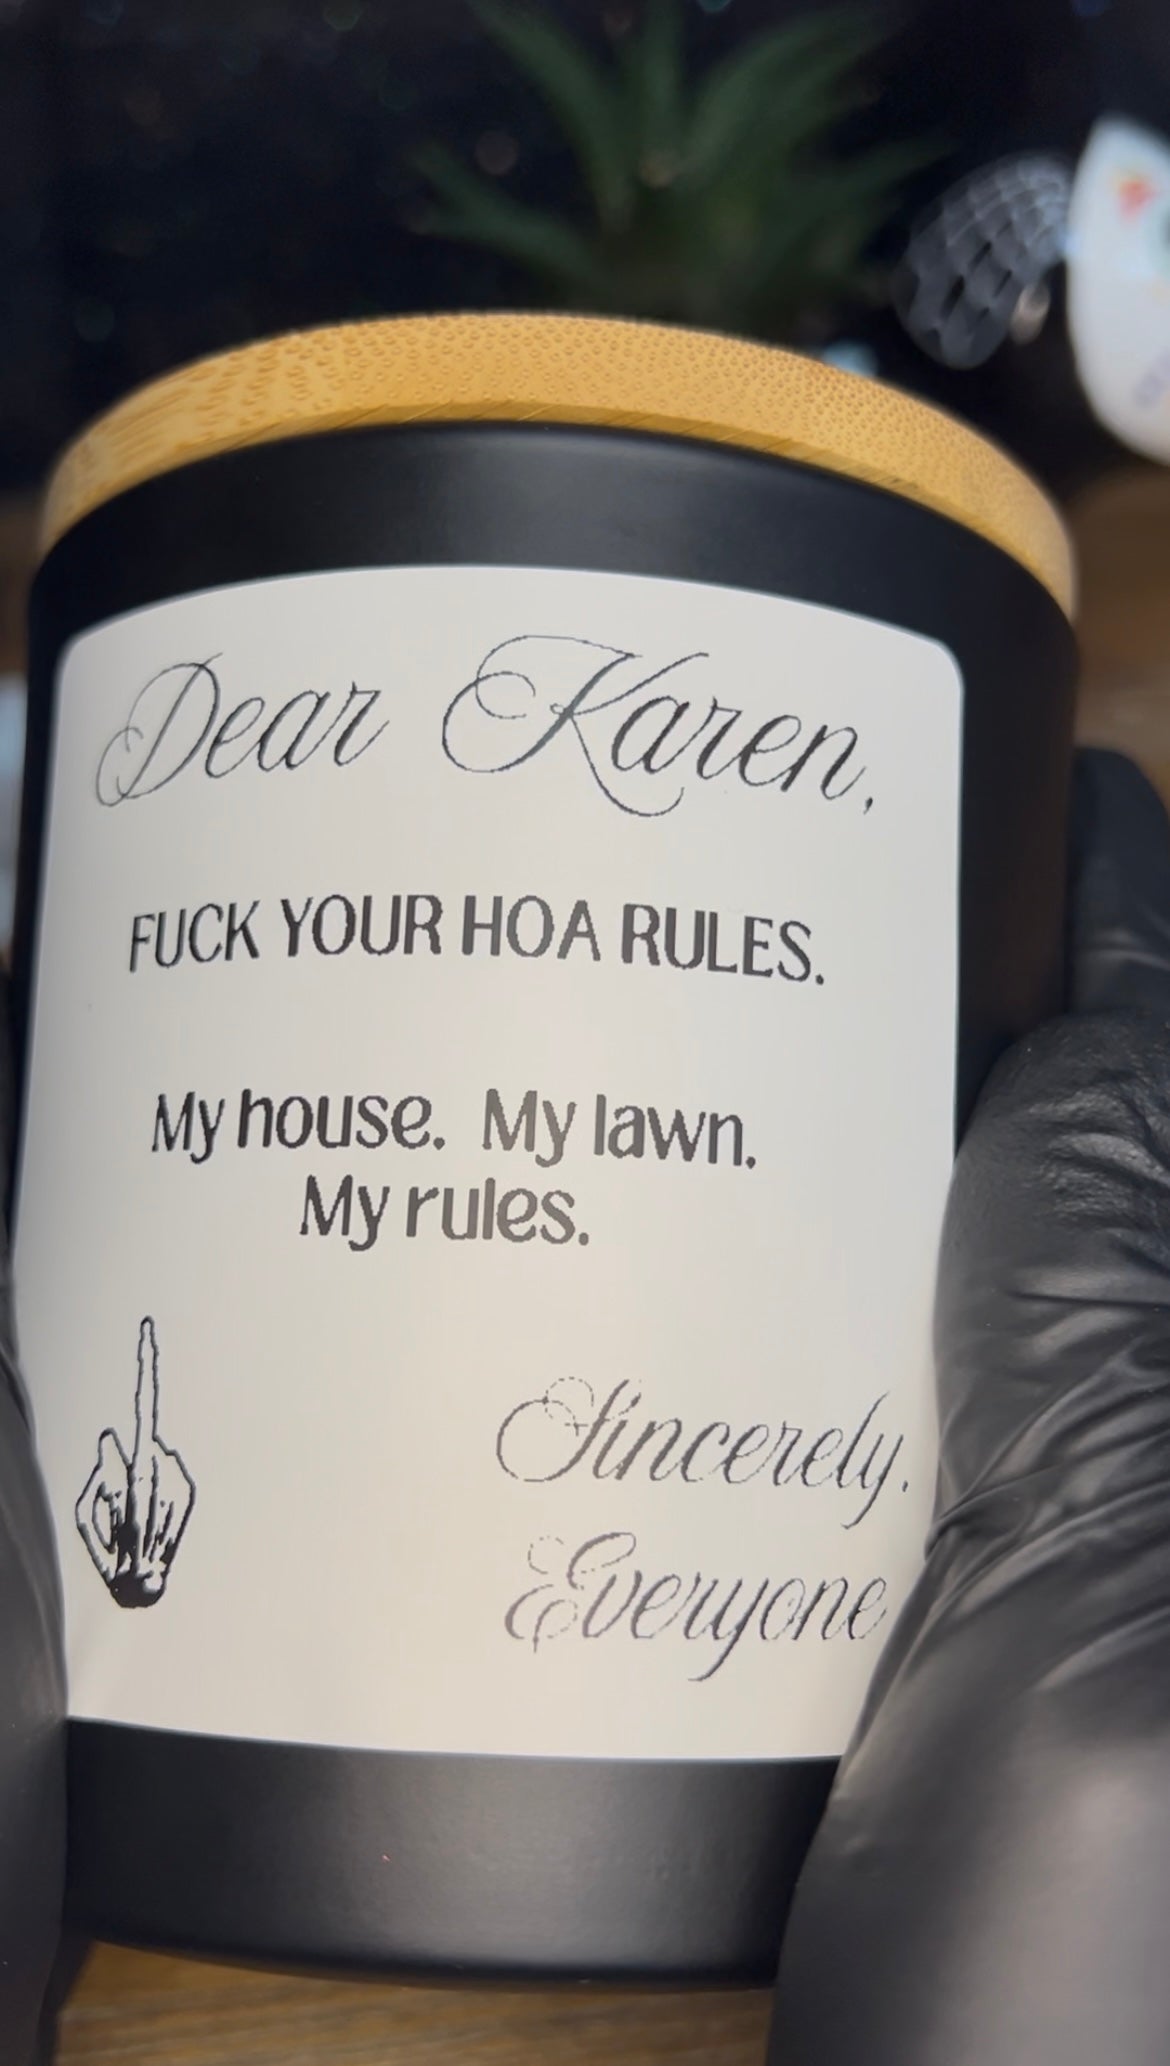 Dear Karen,
FUCK YOUR HOA RULES.
My house. My lawn.
My rules.
Sincerely.
Everyone